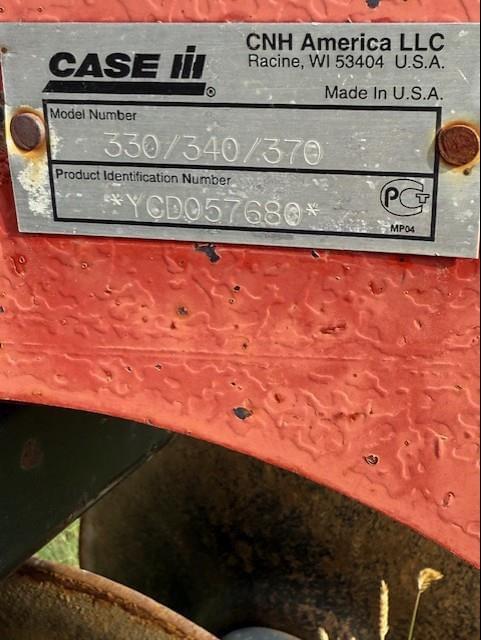 CASE IH ®
CNH America LLC
Racine, WI 53404 U.S.A.
Made In U.S.A.
Model Number
330/340/370
Product Identification Number
*YCD057680*
PCT
MP04